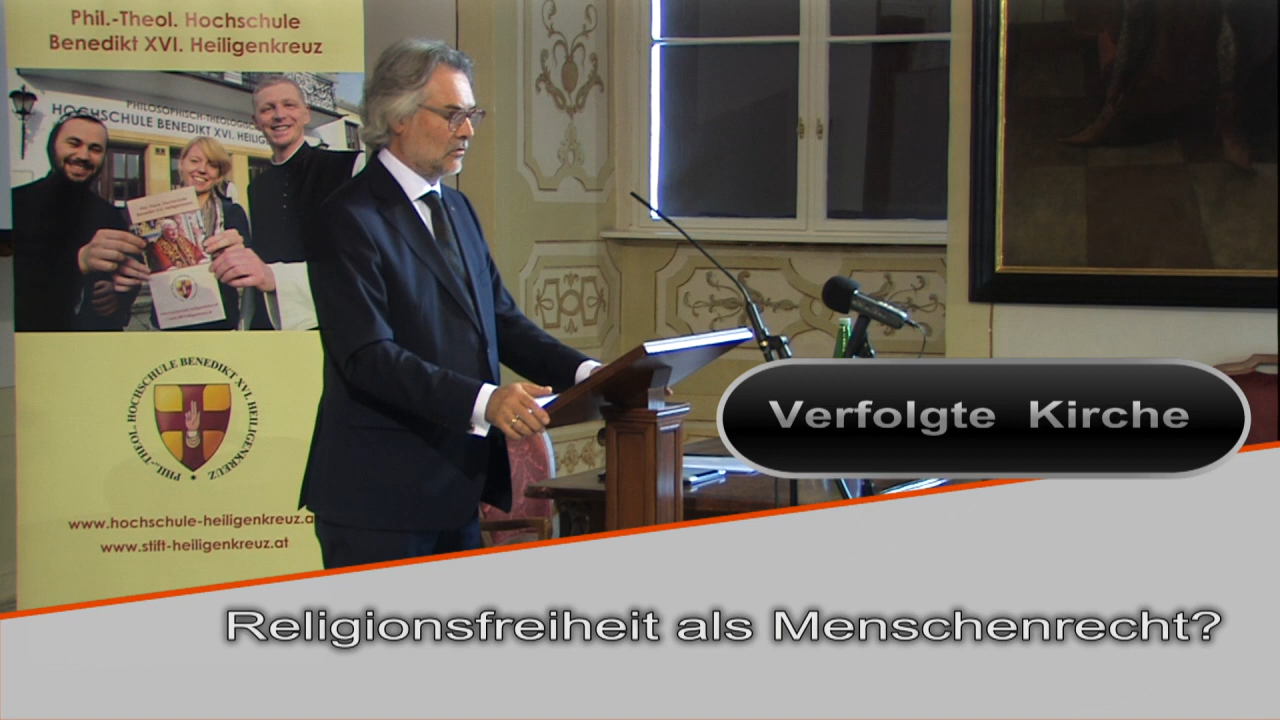 Phil.-Theol. Hochschule
Benedikt XVI. Heiligenkreuz
PHILOSOPHISCH-THEOLOGISCHE
HOCHSCHULE BENEDIKT XVI. HEILIG
PHIL.-THEOL. HOCHSCHULE BENEDIKT XVI. HEILIGENKREUZ
www.hochschule-heiligenkreuz.a
www.stift-heiligenkreuz.at
Verfolgte Kirche
Religionsfreiheit als Menschenrecht?